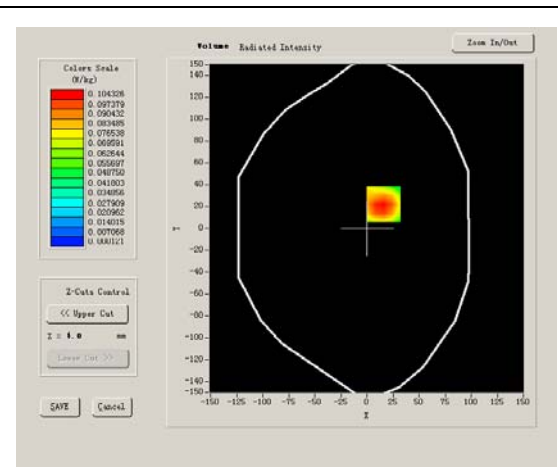 Volume Radiated Intensity
Zoom In/Out
Colors Scale
(W/kg)
0.104326
0.097379
0.090432
0.083485
0.076538
0.069591
0.062644
0.055697
0.048750
0.041803
0.034856
0.027909
0.020962
0.014015
0.007068
0.000121
150
140
120
100
80
60
40
20
0
-20
-40
-60
-80
-100
-120
-140
-150
Y
-150 -125 -100 -75 -50 -25 0 25 50 75 100 125 150
X
Z-Cuts Control
<< Upper Cut
mm
Lower Cut >>
SAVE Cancel